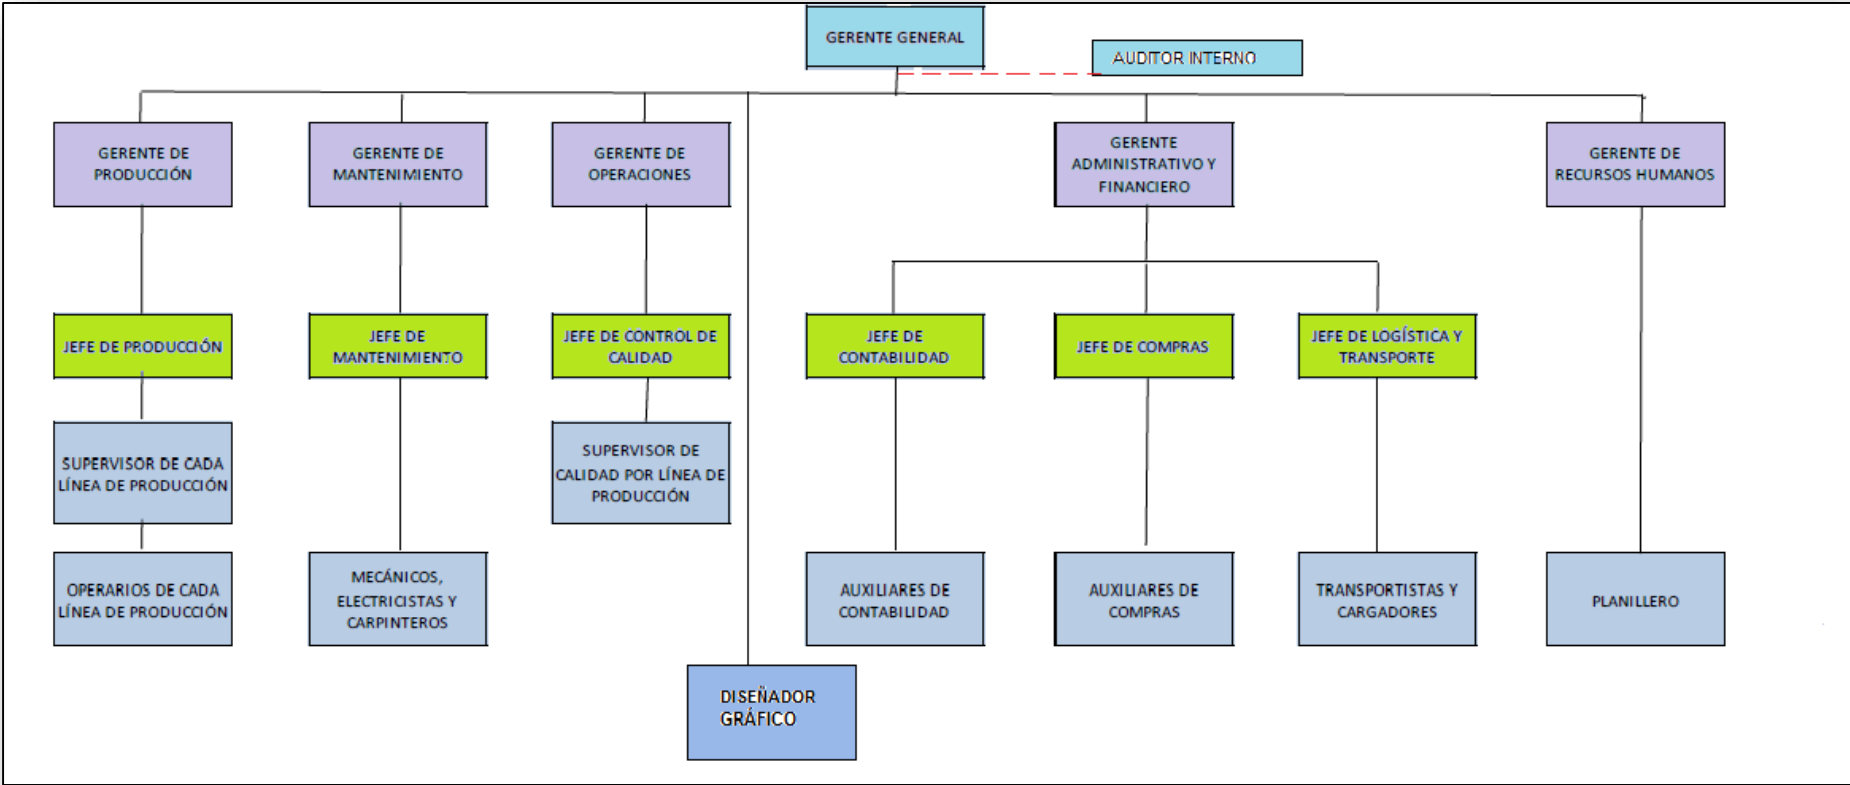 GERENTE GENERAL
AUDITOR INTERNO
GERENTE DE
PRODUCCIÓN
GERENTE DE
MANTENIMIENTO
GERENTE DE
OPERACIONES
GERENTE
ADMINISTRATIVO Y
FINANCIERO
GERENTE DE
RECURSOS HUMANOS
JEFE DE PRODUCCIÓN
JEFE DE
MANTENIMIENTO
JEFE DE CONTROL DE
CALIDAD
JEFE DE
CONTABILIDAD
JEFE DE COMPRAS
JEFE DE LOGÍSTICA Y
TRANSPORTE
SUPERVISOR DE CADA
LÍNEA DE PRODUCCIÓN
SUPERVISOR DE
CALIDAD POR LÍNEA DE
PRODUCCIÓN
OPERARIOS DE CADA
LÍNEA DE PRODUCCIÓN
MECÁNICOS,
ELECTRICISTAS Y
CARPINTEROS
AUXILIARES DE
CONTABILIDAD
AUXILIARES DE
COMPRAS
TRANSPORTISTAS Y
CARGADORES
PLANILLERO
DISEÑADOR
GRÁFICO